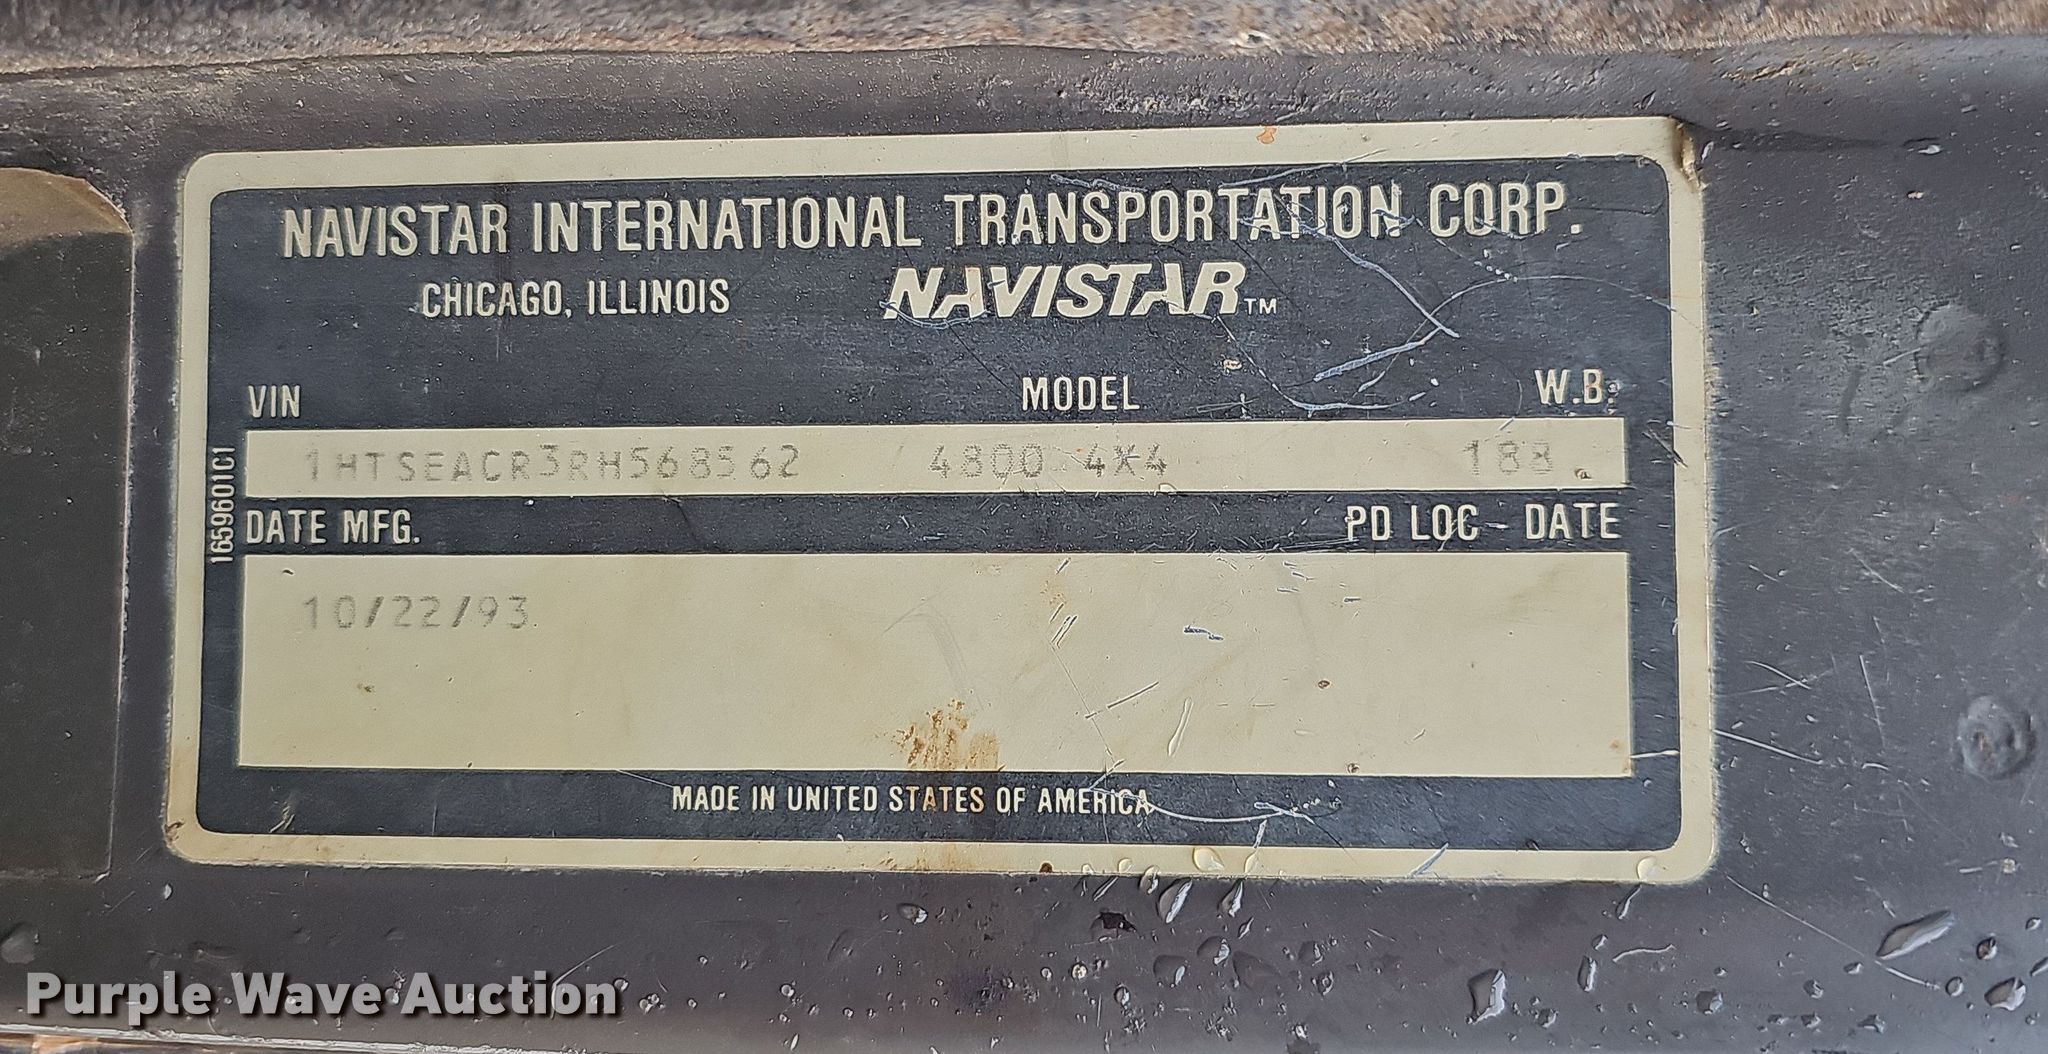 NAVISTAR INTERNATIONAL TRANSPORTATION CORP.
CHICAGO, ILLINOIS NAVISTAR™
VIN MODEL W.B.
1HTSEACR3RH568562 4800 4X4 188
1659601C1
DATE MFG. PD LOC - DATE
10/22/93
MADE IN UNITED STATES OF AMERICA
Purple Wave Auction